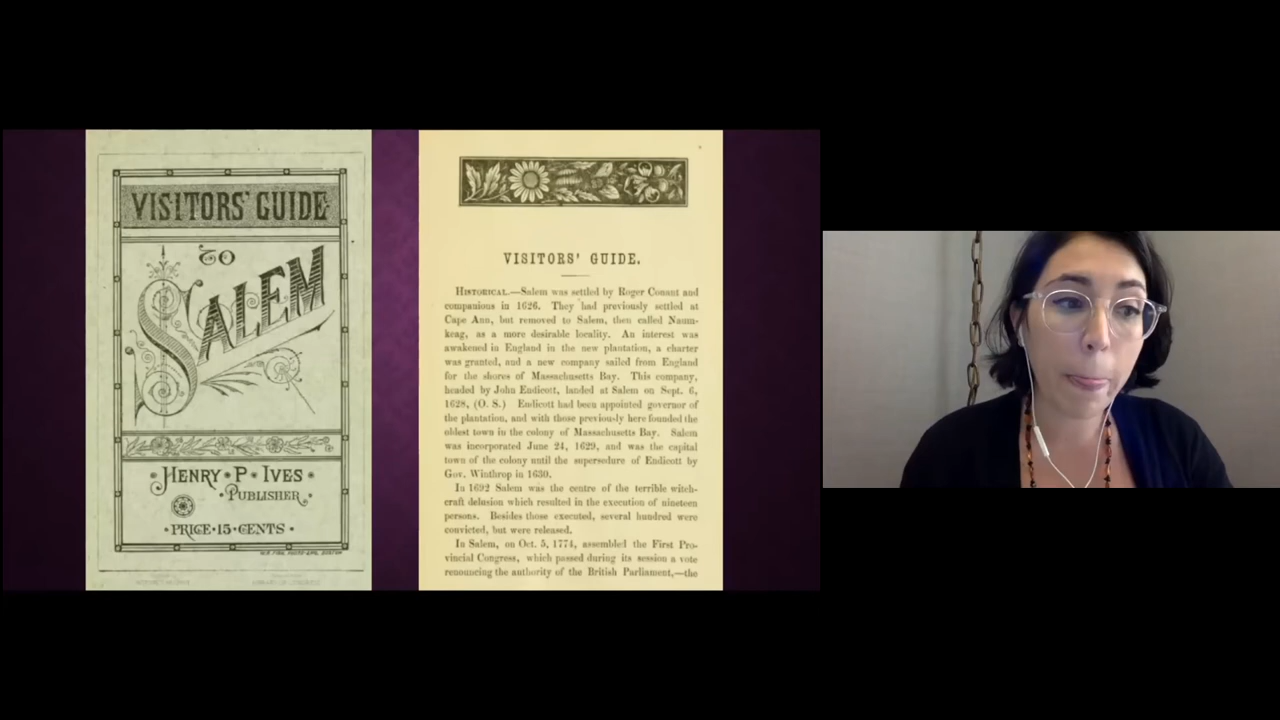 VISITORS' GUIDE
TO
SALEM
HENRY P IVES
PUBLISHER
PRICE·15·CENTS
VISITORS' GUIDE.
HISTORICAL.—Salem was settled by Roger Conant and
companions in 1626. They had previously settled at
Cape Ann, but removed to Salem, then called Naum-
keag, as a more desirable locality. An interest was
awakened in England in the new plantation, a charter
was granted, and a new company sailed from England
for the shores of Massachusetts Bay. This company,
headed by John Endicott, landed at Salem on Sept. 6,
1628, (O. S.) Endicott had been appointed governor of
the plantation, and with those previously here founded the
oldest town in the colony of Massachusetts Bay. Salem
was incorporated June 24, 1629, and was the capital
town of the colony until the supersedure of Endicott by
Gov. Winthrop in 1630.
In 1692 Salem was the centre of the terrible witch-
craft delusion which resulted in the execution of nineteen
persons. Besides those executed, several hundred were
convicted, but were released.
In Salem, on Oct. 5, 1774, assembled the First Pro-
vincial Congress, which passed during its session a vote
renouncing the authority of the British Parliament,—the